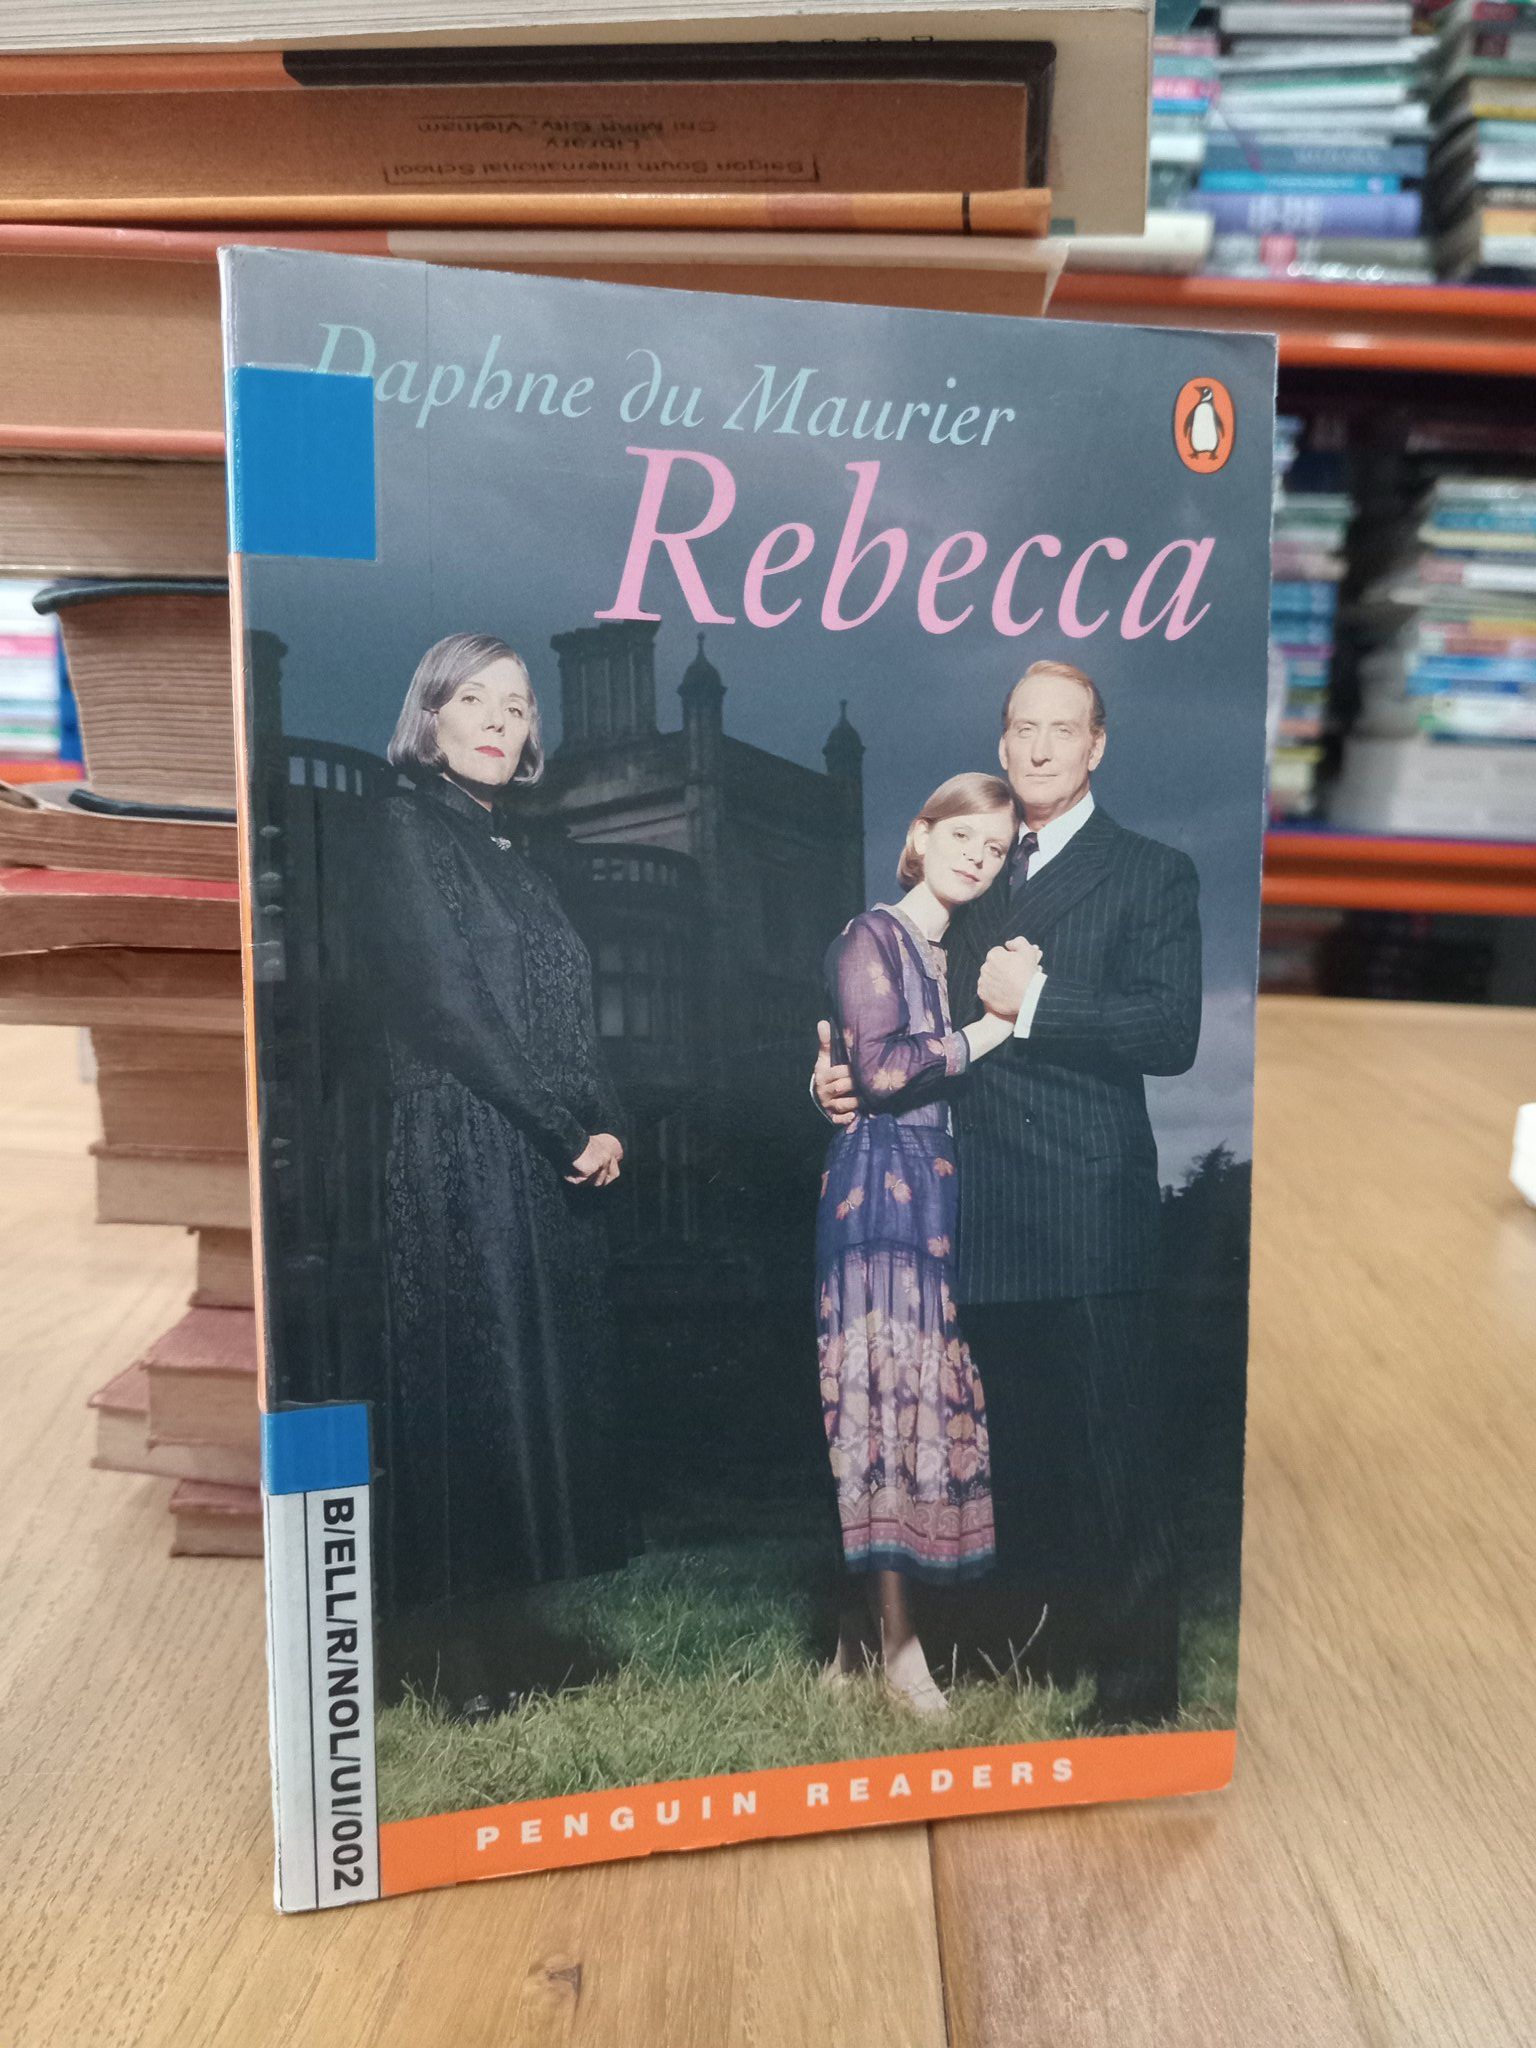 Saigon South International School
Library
Chi Minh City, Vietnam
Daphne du Maurier
Rebecca
B/ELL/R/NOL/UI/002
PENGUIN READERS